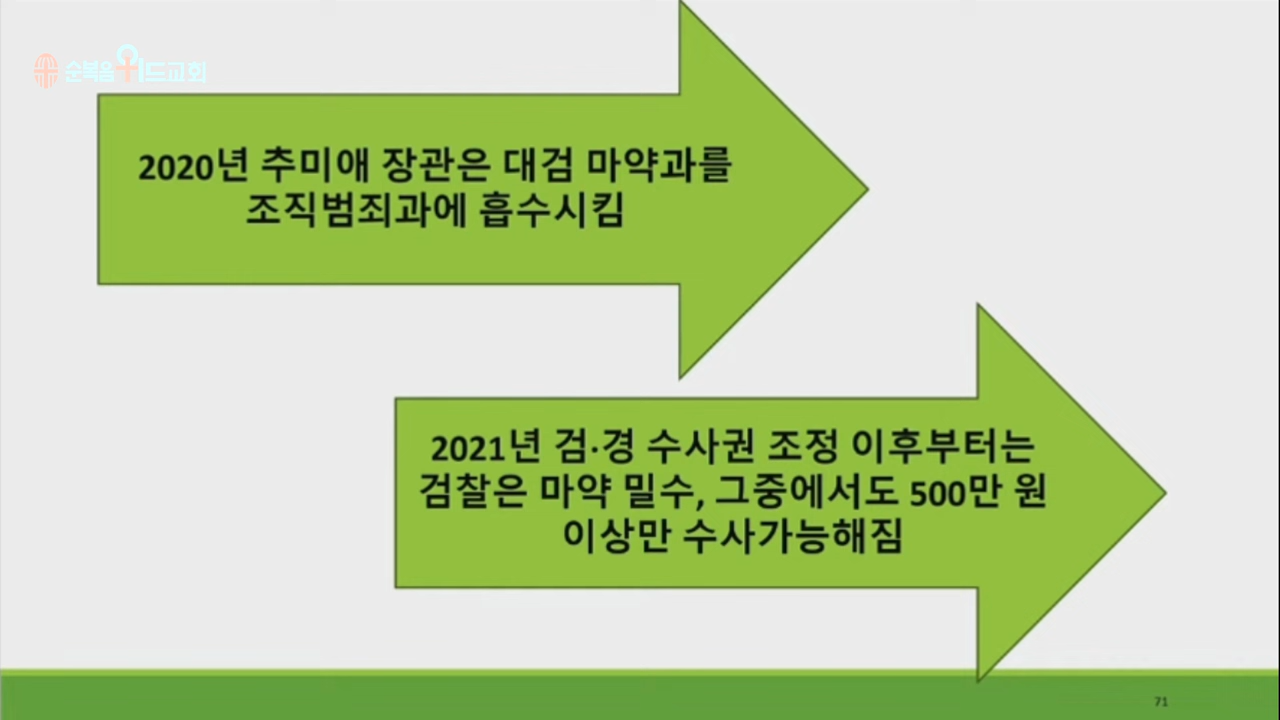 순복음위드교회
2020년 추미애 장관은 대검 마약과를
조직범죄과에 흡수시킴
2021년 검·경 수사권 조정 이후부터는
검찰은 마약 밀수, 그중에서도 500만 원
이상만 수사가능해짐
71